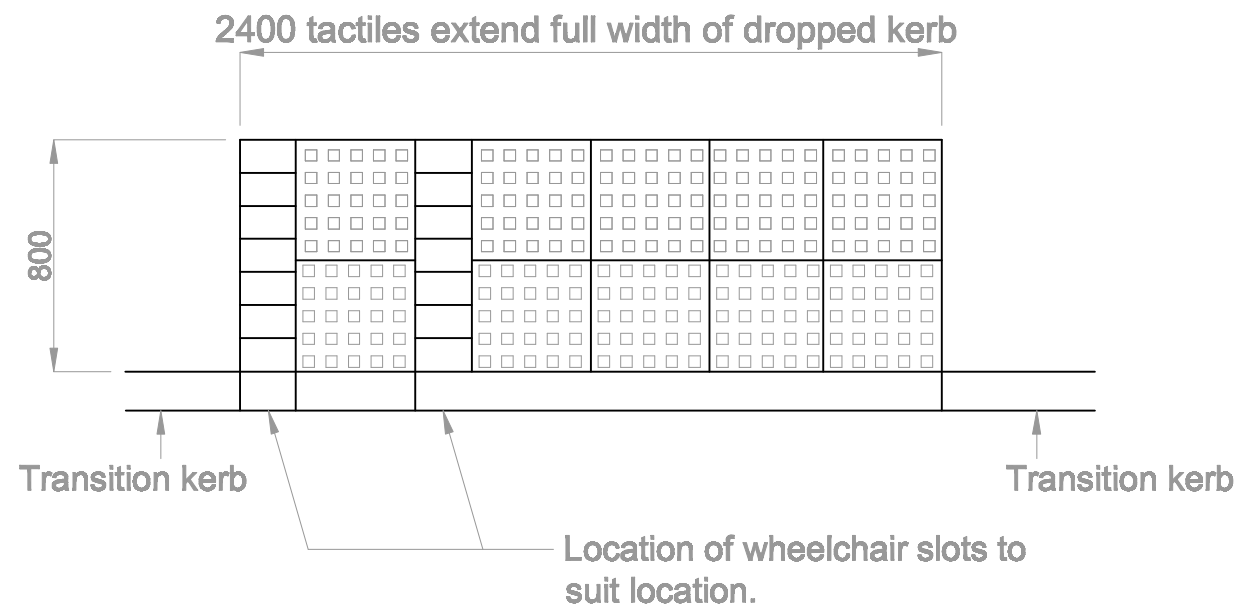 2400 tactiles extend full width of dropped kerb
800
Transition kerb
Transition kerb
Location of wheelchair slots to
suit location.